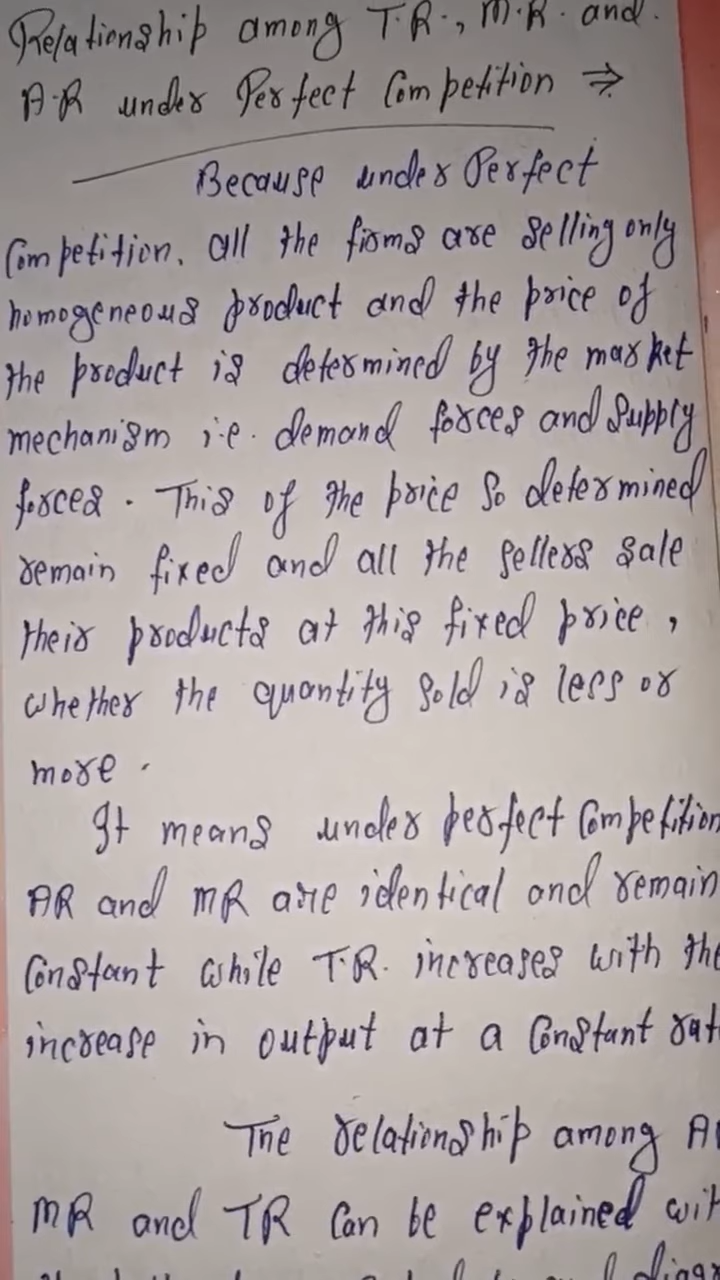 Relationship among T.R., M.R. and
A.R under Perfect Competition ⇒
Because under Perfect
Competition, all the firms are selling only
homogeneous product and the price of
the product is determined by the market
mechanism i.e. demand forces and supply
forces. This of the price so determined
remain fixed and all the sellers sale
their products at this fixed price,
whether the quantity sold is less or
more.
It means under perfect Competition
AR and MR are identical and remain
Constant while T.R. increases with the
increase in output at a Constant rat
The relationship among A
MR and TR Can be explained wit